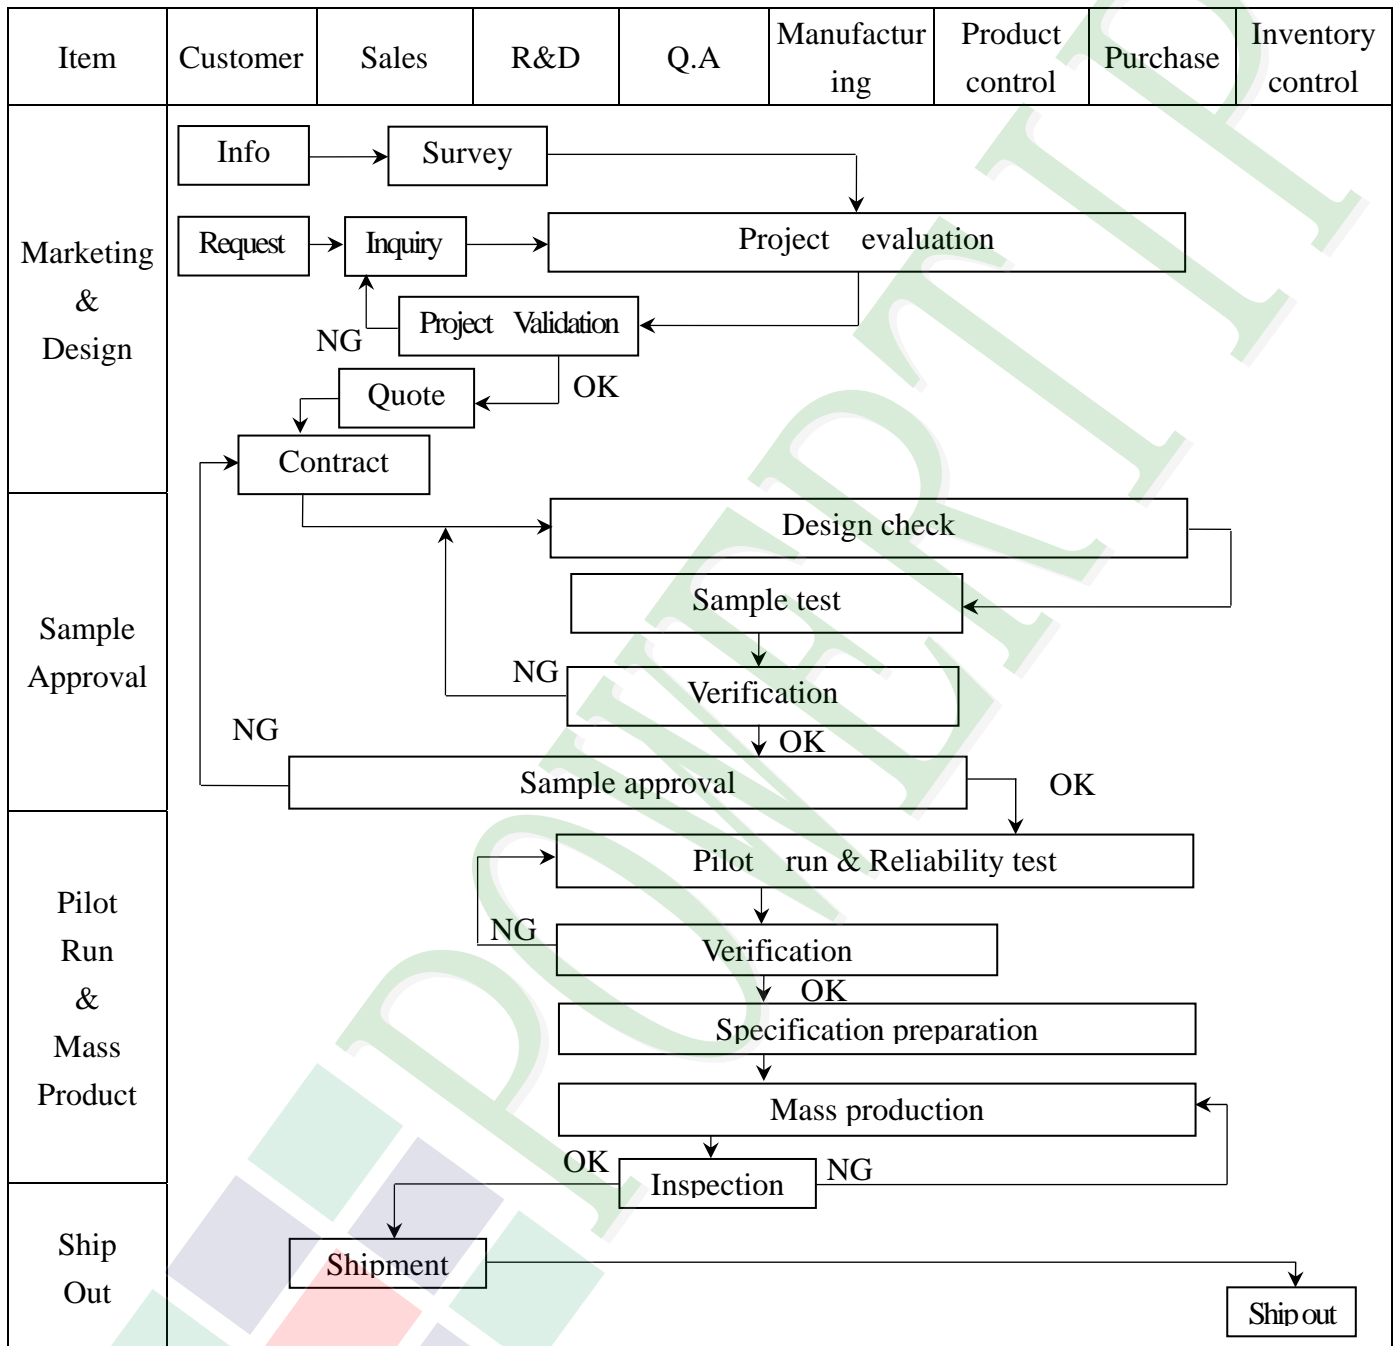 Item
Customer
Sales
R&D
Q.A
Manufactur
ing
Product
control
Purchase
Inventory
control
Marketing
&
Design
Info
Survey
Request
Inquiry
Project evaluation
NG
Project Validation
Quote
OK
Contract
Sample
Approval
Design check
Sample test
NG
Verification
NG
OK
Sample approval
OK
Pilot
Run
&
Mass
Product
Pilot run & Reliability test
NG
Verification
OK
Specification preparation
Mass production
OK
Inspection
NG
Ship
Out
Shipment
Ship out
POWERTIP